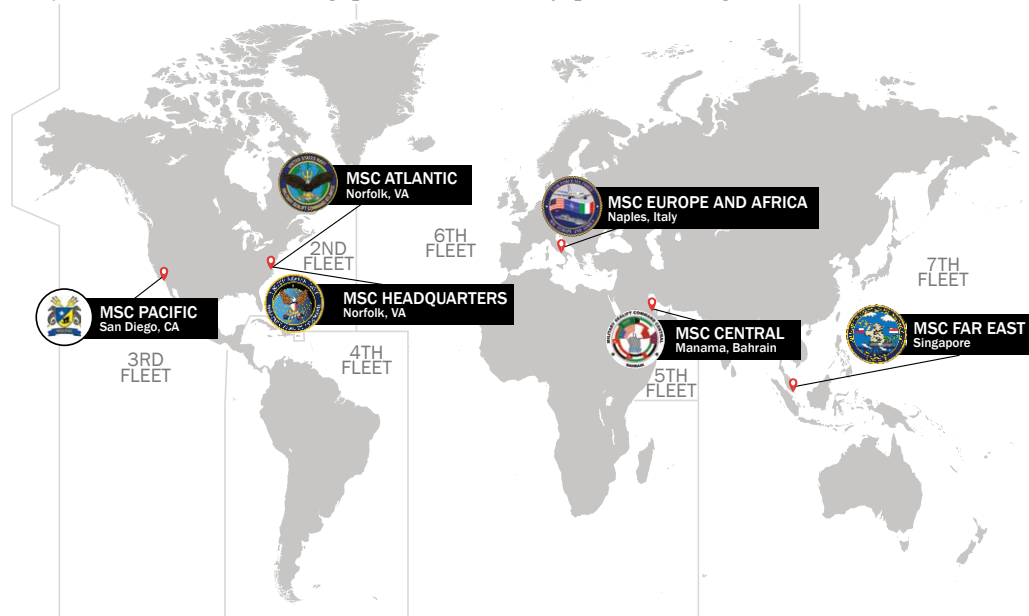 MSC ATLANTIC
Norfolk, VA
MSC EUROPE AND AFRICA
Naples, Italy
2ND
FLEET
6TH
FLEET
7TH
FLEET
MSC HEADQUARTERS
Norfolk, VA
MSC PACIFIC
San Diego, CA
MSC CENTRAL
Manama, Bahrain
MSC FAR EAST
Singapore
3RD
FLEET
4TH
FLEET
5TH
FLEET